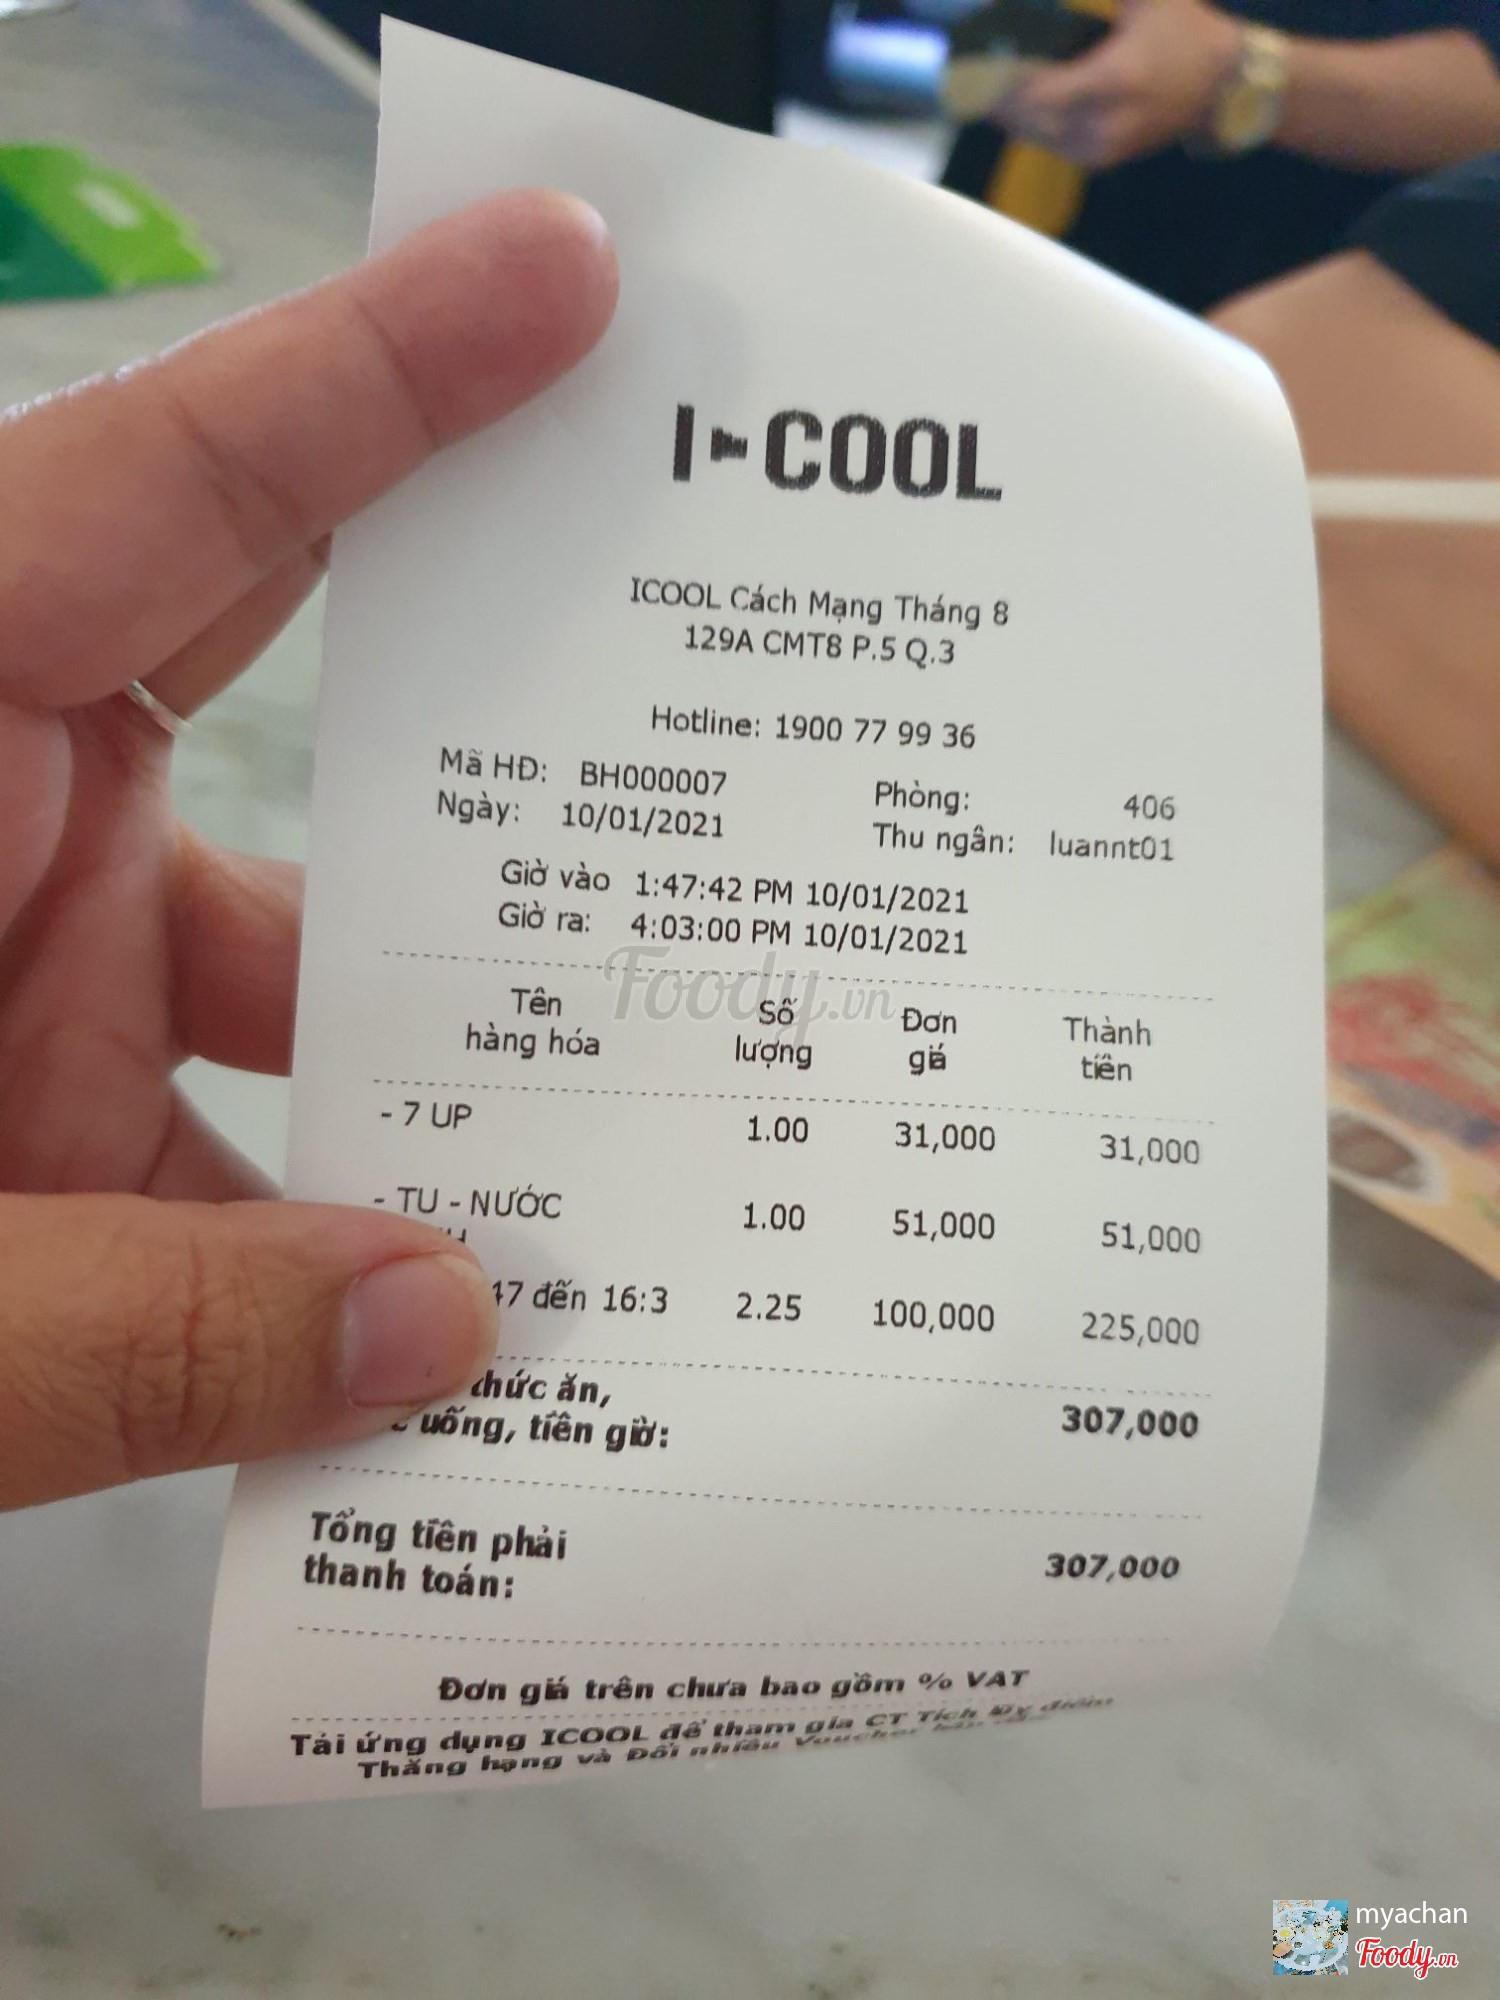 I COOL
ICOOL Cách Mạng Tháng 8
129A CMT8 P.5 Q.3
Hotline: 1900 77 99 36
Mã HĐ: BH000007 Phòng: 406
Ngày: 10/01/2021 Thu ngân: luannt01
Giờ vào 1:47:42 PM 10/01/2021
Giờ ra: 4:03:00 PM 10/01/2021
Foody.vn
Tên Số Đơn Thành
hàng hóa lượng giá tiền
- 7 UP 1.00 31,000 31,000
- TU - NƯỚC 1.00 51,000 51,000
47 đến 16:3 2.25 100,000 225,000
thức ăn,
uống, tiền giờ: 307,000
Tổng tiền phải
thanh toán: 307,000
Đơn giá trên chưa bao gồm % VAT
Tải ứng dụng ICOOL để tham gia CT Tích lũy điểm
Thăng hạng và Đổi nhiều Voucher
myachan
Foody.vn